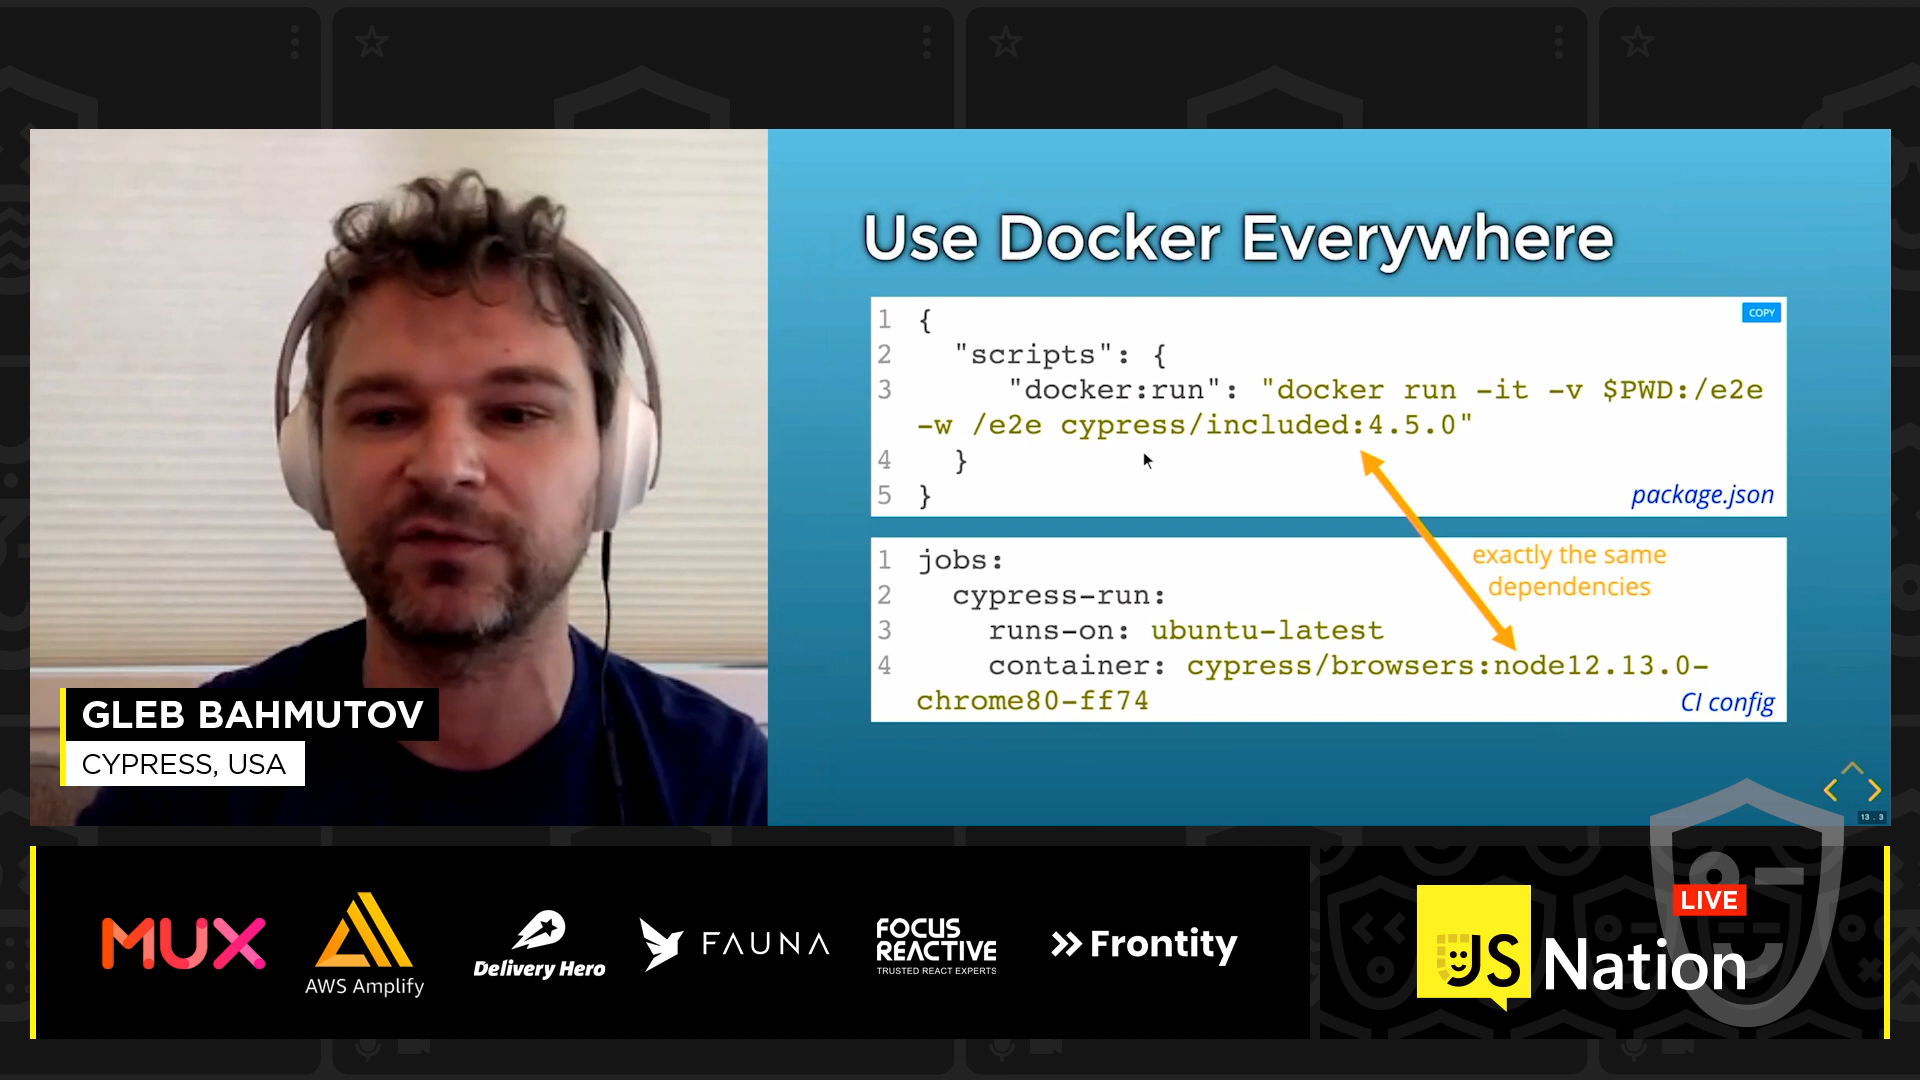 Use Docker Everywhere
COPY
1 {
2 "scripts": {
3 "docker:run": "docker run -it -v $PWD:/e2e
-w /e2e cypress/included:4.5.0"
4 }
5 }
package.json
1 jobs:
2 cypress-run:
3 runs-on: ubuntu-latest
4 container: cypress/browsers:node12.13.0-
chrome80-ff74
CI config
exactly the same
dependencies
13.3
GLEB BAHMUTOV
CYPRESS, USA
MUX
AWS Amplify
Delivery Hero
FAUNA
FOCUS
REACTIVE
TRUSTED REACT EXPERTS
Frontity
JS Nation
LIVE